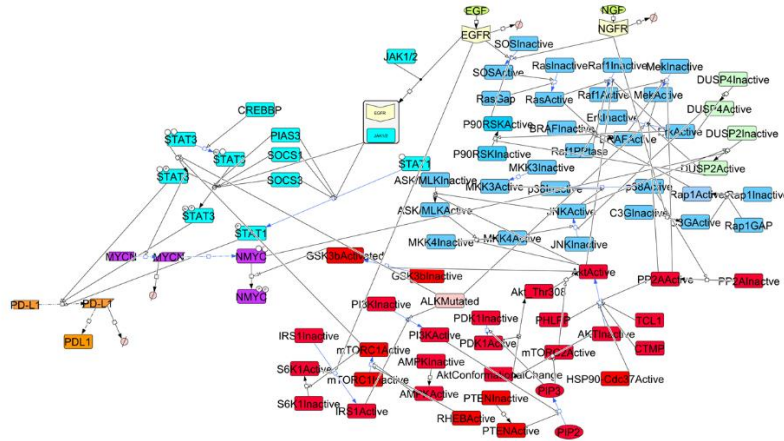 EGF
NGF
EGFR
NGFR
JAK1/2
SOSInactive
SOSActive
RasInactive
Raf1Inactive
MekInactive
DUSP4Inactive
RasGap
RasActive
Raf1Active
MekActive
DUSP4Active
EGFR
JAK1/2
CREBBP
P90RSKActive
BRAFInactive
DUSP2Inactive
STAT3
STAT3
PIAS3
P90RSKInactive
Raf1PPtase
SOCS1
STAT1
MKK3Inactive
DUSP2Active
STAT3
SOCS3
ASK/MLKInactive
MKK3Active
p38Active
Rap1Active
Rap1Inactive
STAT3
ASK/MLKActive
JNKActive
C3GInactive
C3GActive
Rap1GAP
STAT1
MKK4Inactive
MKK4Active
JNKInactive
MYCN
MYCN
NMYC
GSK3bActivated
GSK3bInactive
AktActive
PP2AActive
PP2AInactive
NMYC
PI3KInactive
ALKMutated
Akt_Thr308
PD-L1
PD-L1
PDK1Inactive
PHLPP
AKTInactive
TCL1
IRS1Inactive
PI3KActive
PDK1Active
CTMP
PDL1
mTORC1Active
mTORC2Active
S6K1Active
AMPKInactive
AktConformationalChange
HSP90-Cdc37Active
mTORC1Inactive
PIP3
AMPKActive
PTENInactive
S6K1Inactive
IRS1Active
RHEBActive
PTENActive
PIP2